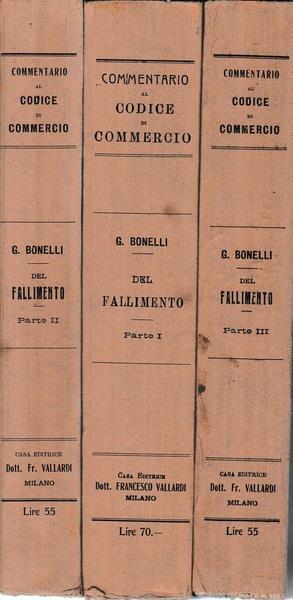 COMMENTARIO
AL
CODICE
DI
COMMERCIO
G. BONELLI
DEL
FALLIMENTO
Parte II
CASA EDITRICE
Dott. Fr. VALLARDI
MILANO
Lire 55
COMMENTARIO
AL
CODICE
DI
COMMERCIO
G. BONELLI
DEL
FALLIMENTO
Parte I
CASA EDITRICE
Dott. FRANCESCO VALLARDI
MILANO
Lire 70.—
COMMENTARIO
AL
CODICE
DI
COMMERCIO
G. BONELLI
DEL
FALLIMENTO
Parte III
CASA EDITRICE
Dott. Fr. VALLARDI
MILANO
Lire 55